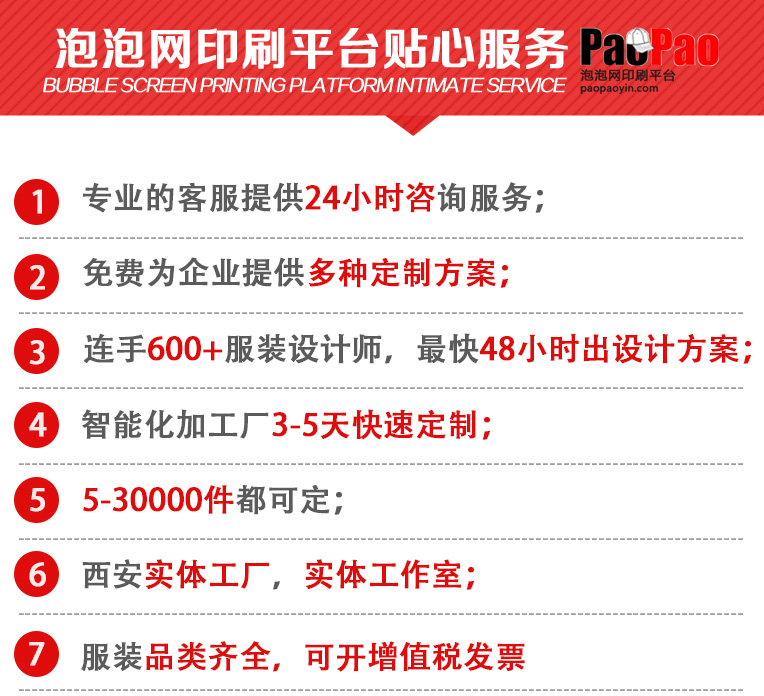 泡泡网印刷平台贴心服务
BUBBLE SCREEN PRINTING PLATFORM INTIMATE SERVICE
PaoPao
泡泡网印刷平台
paopaoyin.com
1 专业的客服提供24小时咨询服务；
2 免费为企业提供多种定制方案；
3 连手600+服装设计师，最快48小时出设计方案；
4 智能化加工厂3-5天快速定制；
5 5-30000件都可定；
6 西安实体工厂，实体工作室；
7 服装品类齐全，可开增值税发票